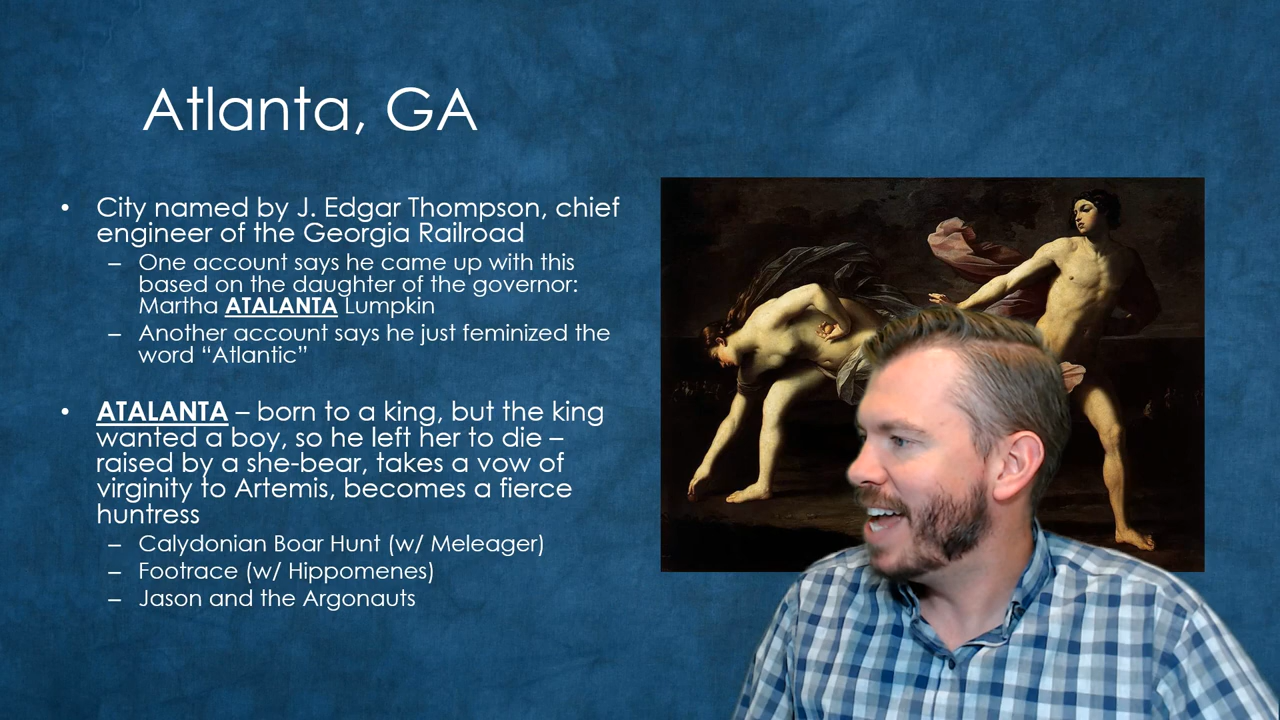 Atlanta, GA
• City named by J. Edgar Thompson, chief
engineer of the Georgia Railroad
– One account says he came up with this
based on the daughter of the governor:
Martha ATALANTA Lumpkin
– Another account says he just feminized the
word “Atlantic”
• ATALANTA – born to a king, but the king
wanted a boy, so he left her to die –
raised by a she-bear, takes a vow of
virginity to Artemis, becomes a fierce
huntress
– Calydonian Boar Hunt (w/ Meleager)
– Footrace (w/ Hippomenes)
– Jason and the Argonauts